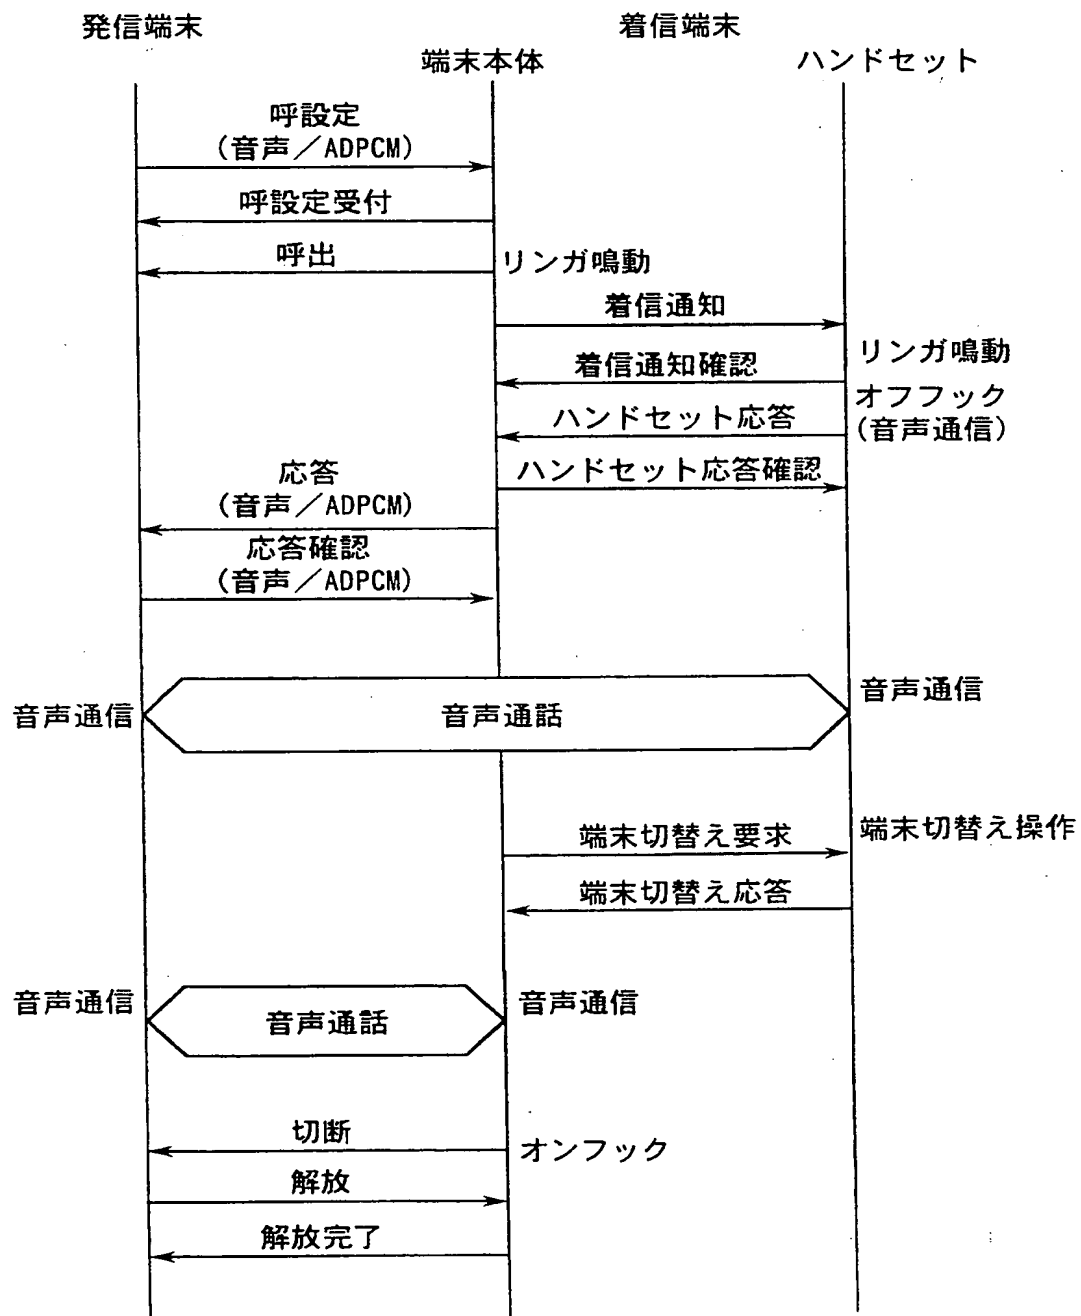 発信端末
着信端末
端末本体
ハンドセット
呼設定
(音声/ADPCM)
呼設定受付
呼出
リンガ鳴動
着信通知
リンガ鳴動
着信通知確認
オフフック
(音声通信)
ハンドセット応答
ハンドセット応答確認
応答
(音声/ADPCM)
応答確認
(音声/ADPCM)
音声通信
音声通話
音声通信
端末切替え要求
端末切替え操作
端末切替え応答
音声通信
音声通話
音声通信
切断
オンフック
解放
解放完了